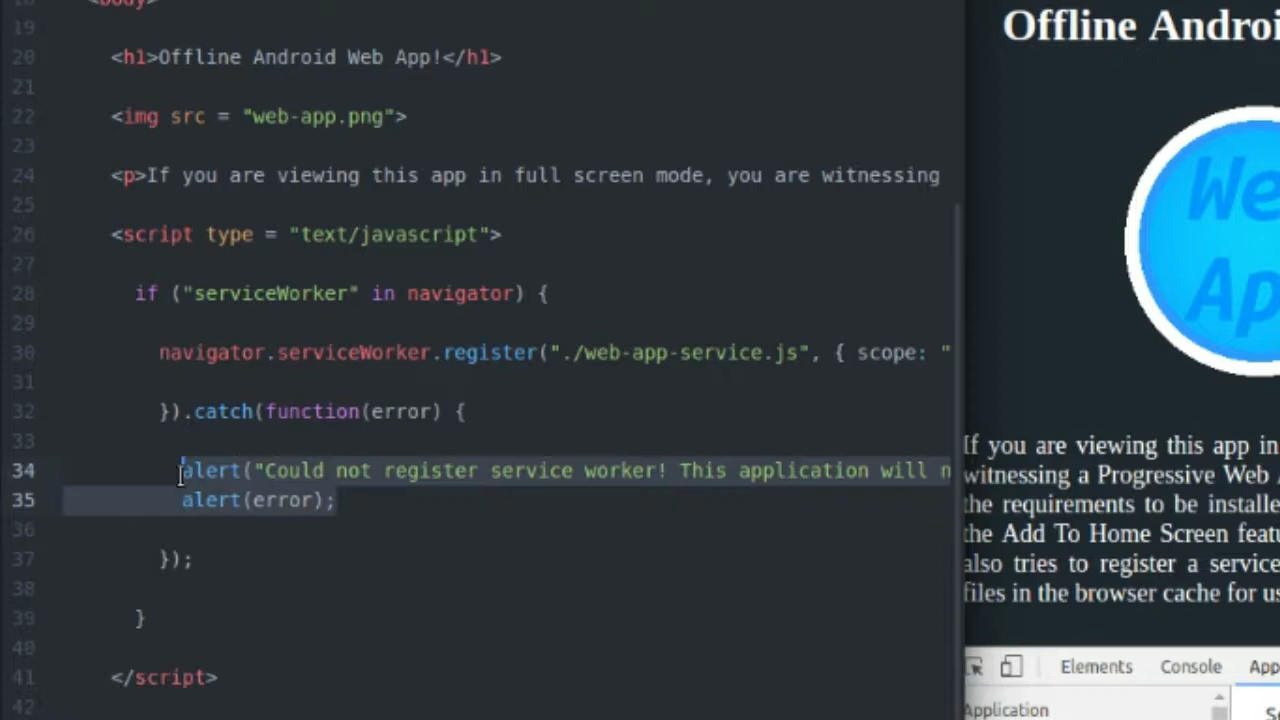 18 <body>
19
20 <h1>Offline Android Web App!</h1>
21
22 <img src = "web-app.png">
23
24 <p>If you are viewing this app in full screen mode, you are witnessing
25
26 <script type = "text/javascript">
27
28 if ("serviceWorker" in navigator) {
29
30 navigator.serviceWorker.register("./web-app-service.js", { scope: "
31
32 }).catch(function(error) {
33
34 alert("Could not register service worker! This application will n
35 alert(error);
36
37 });
38
39 }
40
41 </script>
42
Offline Androi
We
Ap
If you are viewing this app in
witnessing a Progressive Web
the requirements to be installe
the Add To Home Screen featu
also tries to register a service
files in the browser cache for us
Elements Console App
Application